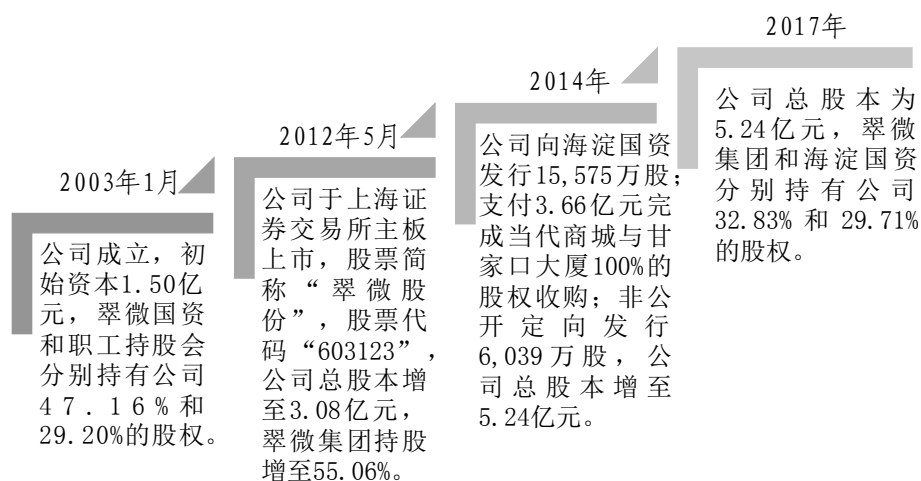 2003年1月
公司成立，初
始资本1.50亿
元，翠微国资
和职工持股会
分别持有公司
47.16%和
29.20%的股权。
2012年5月
公司于上海证
券交易所主板
上市，股票简
称“翠微股
份”，股票代
码“603123”，
公司总股本增
至3.08亿元，
翠微集团持股
增至55.06%。
2014年
公司向海淀国资
发行15,575万股；
支付3.66亿元完
成当代商城与甘
家口大厦100%的
股权收购；非公
开定向发行
6,039万股，公
司总股本增至
5.24亿元。
2017年
公司总股本为
5.24亿元，翠微
集团和海淀国资
分别持有公司
32.83% 和 29.71%
的股权。